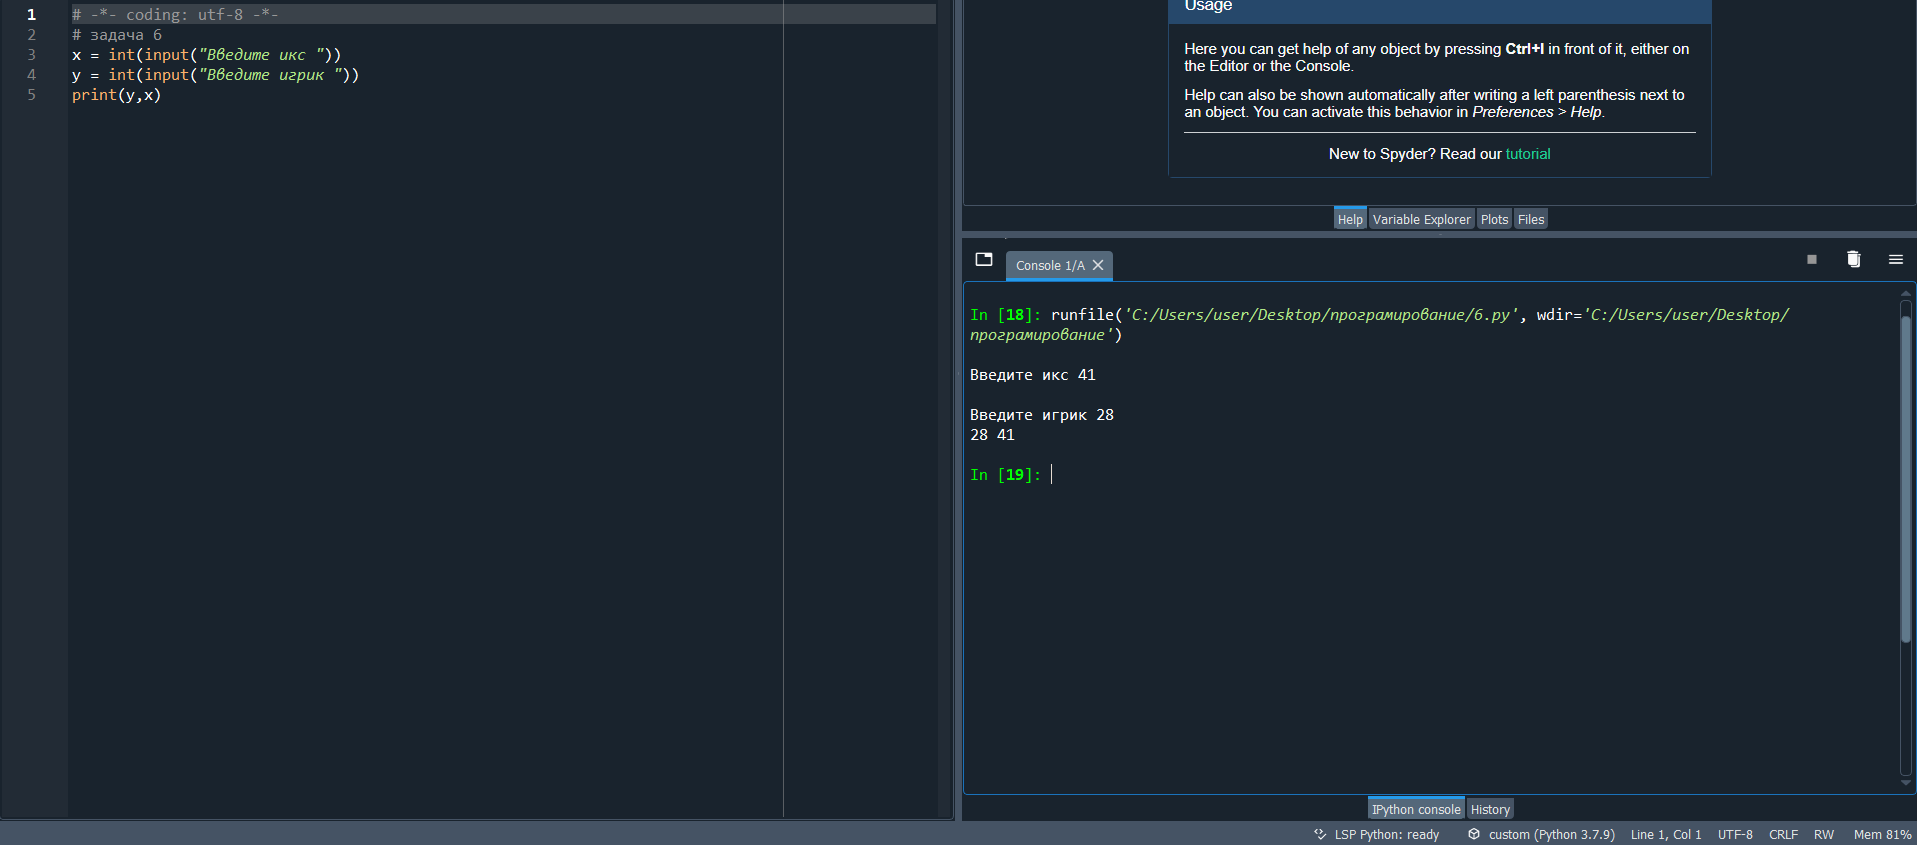 1 # -*- coding: utf-8 -*-
2 # задача 6
3 x = int(input("Введите икс "))
4 y = int(input("Введите игрик "))
5 print(y,x)
Usage
Here you can get help of any object by pressing Ctrl+I in front of it, either on
the Editor or the Console.
Help can also be shown automatically after writing a left parenthesis next to
an object. You can activate this behavior in Preferences > Help.
New to Spyder? Read our tutorial
Help Variable Explorer Plots Files
Console 1/A
In [18]: runfile('C:/Users/user/Desktop/програмирование/6.py', wdir='C:/Users/user/Desktop/
програмирование')
Введите икс 41
Введите игрик 28
28 41
In [19]:
IPython console History
LSP Python: ready custom (Python 3.7.9) Line 1, Col 1 UTF-8 CRLF RW Mem 81%